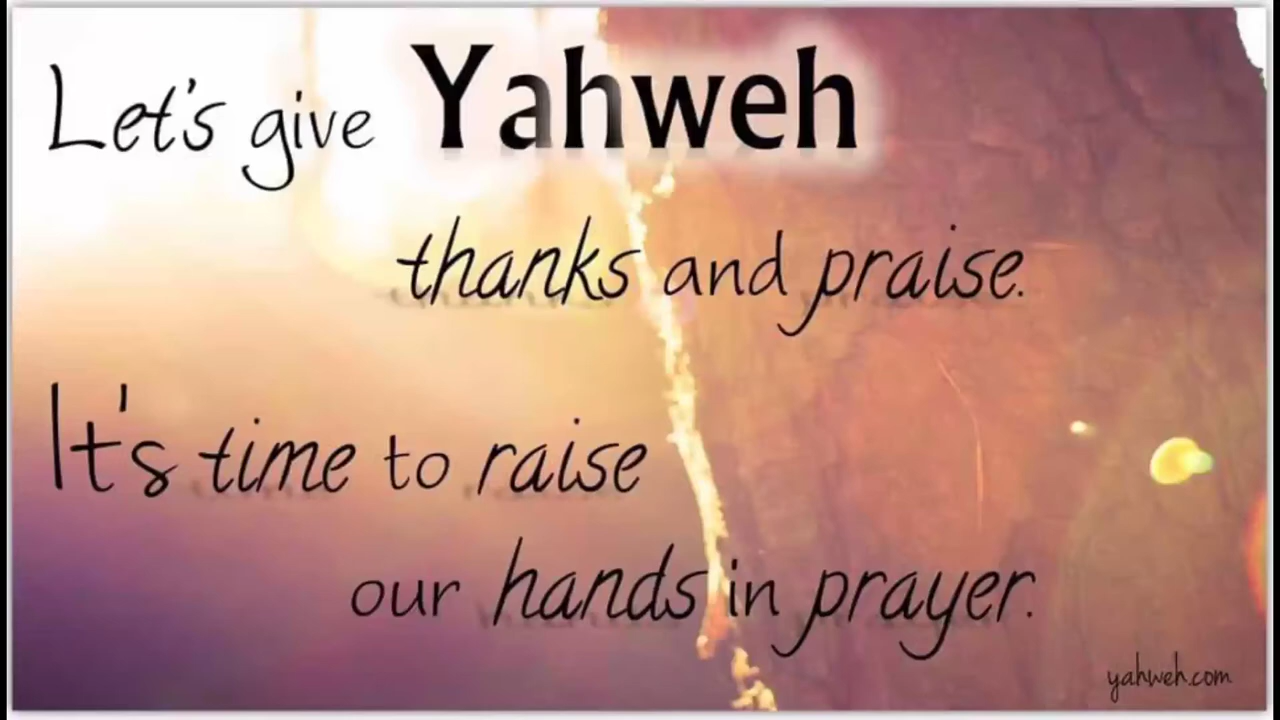 Let's give Yahweh
thanks and praise.
It's time to raise
our hands in prayer.
yahweh.com